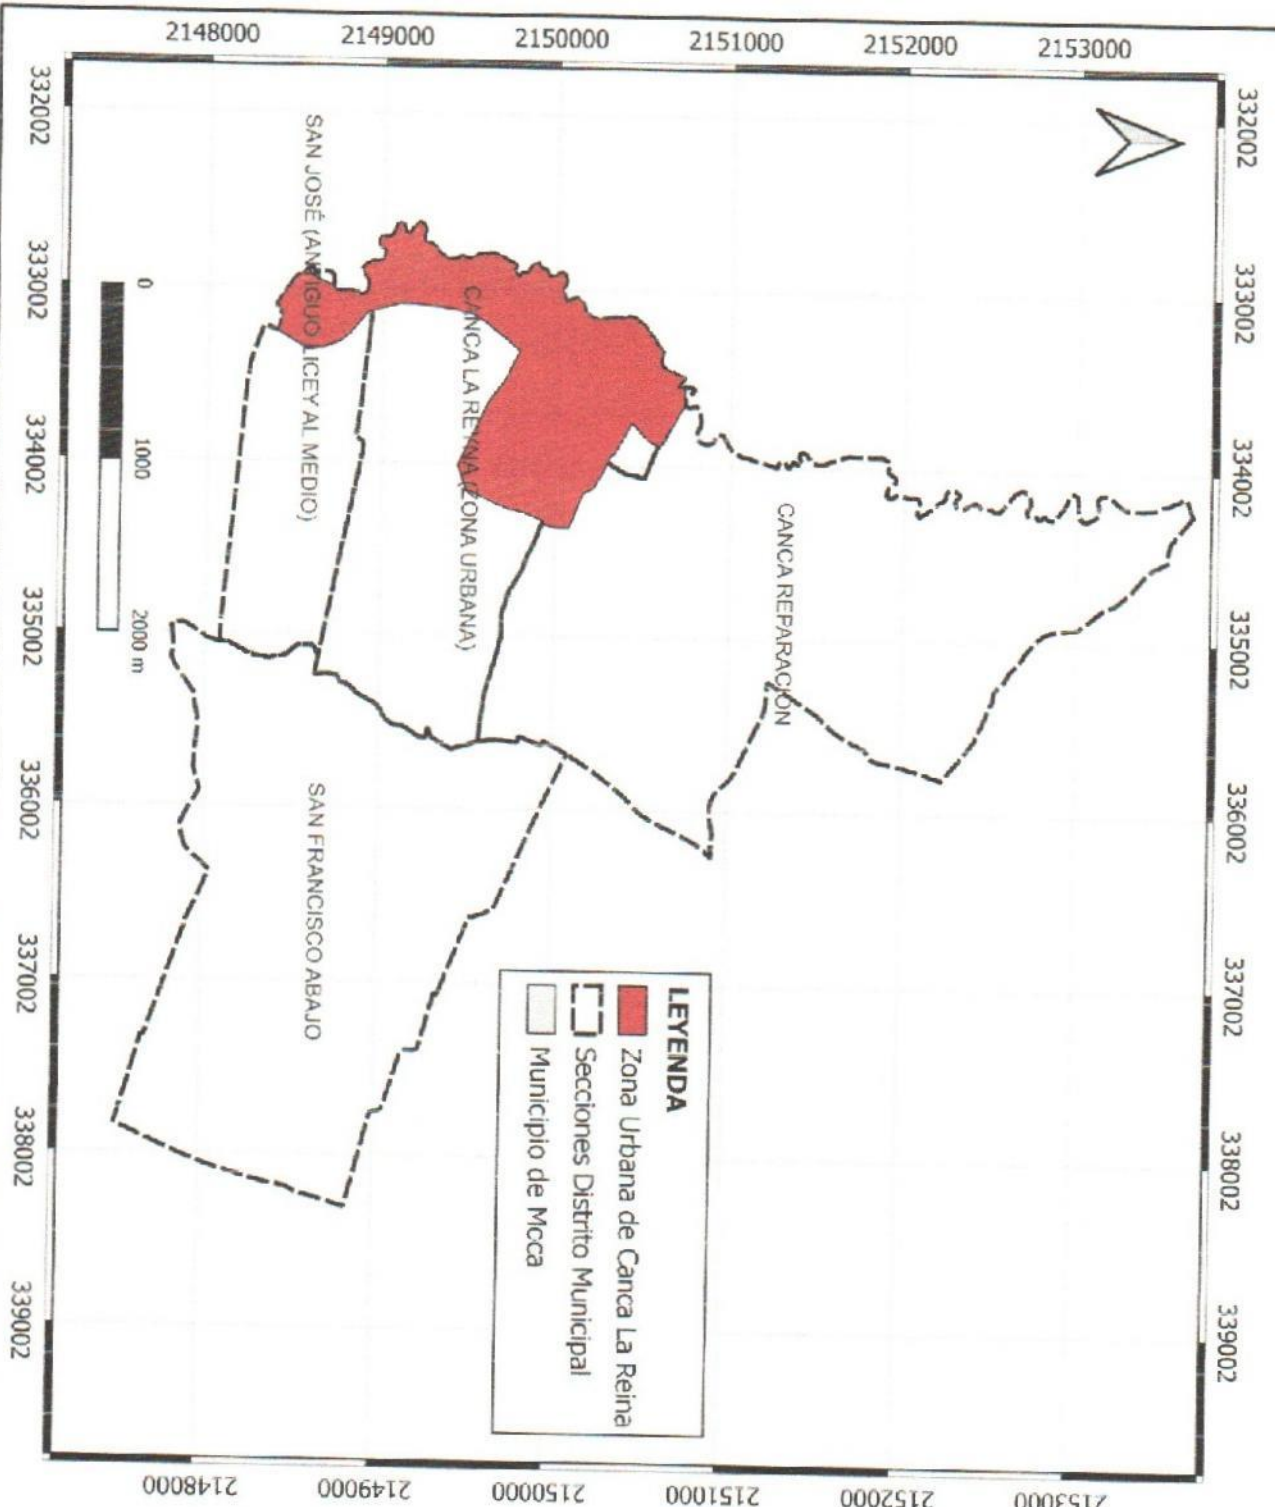 332002 333002 334002 335002 336002 337002 338002 339002
2153000
2152000
2151000
2150000
2149000
2148000
2153000
2152000
2151000
2150000
2149000
2148000
CANCA REPARACIÓN
LEYENDA
Zona Urbana de Canca La Reina
Secciones Distrito Municipal
Municipio de Moca
CANCA LA REYNA (ZONA URBANA)
SAN JOSÉ (ANTIGUO LICEY AL MEDIO)
SAN FRANCISCO ABAJO
0 1000 2000 m
332002 333002 334002 335002 336002 337002 338002 339002